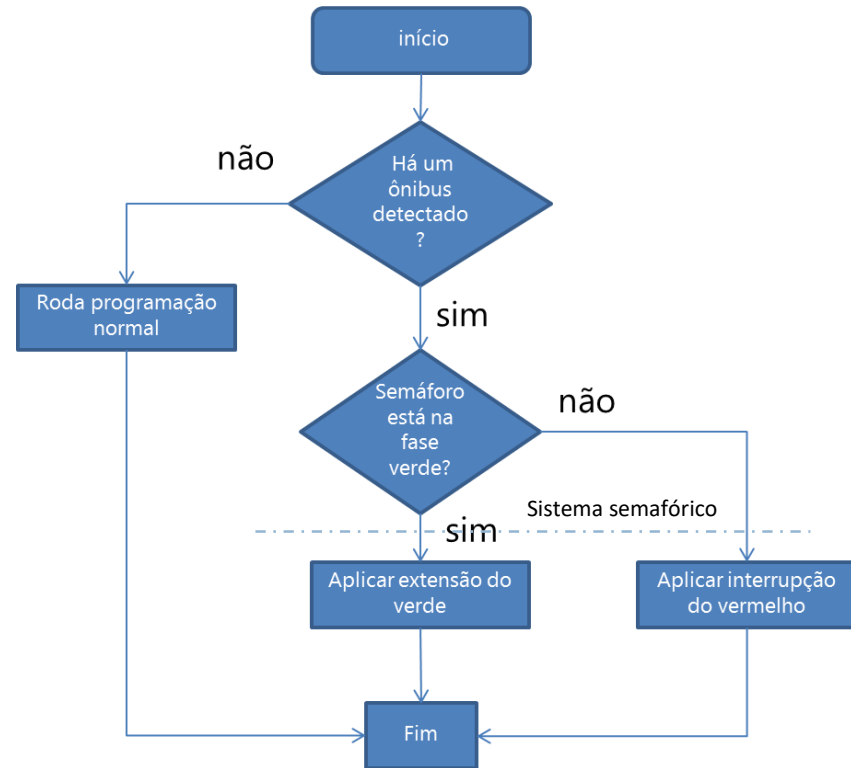 início
não
Há um
ônibus
detectado
?
Roda programação
normal
sim
Semáforo
está na
fase
verde?
não
Sistema semafórico
sim
Aplicar extensão do
verde
Aplicar interrupção
do vermelho
Fim